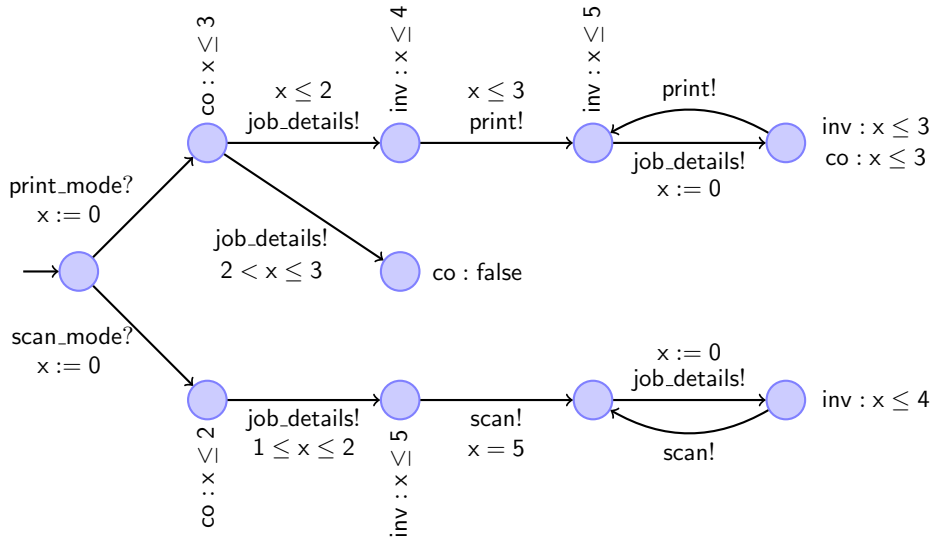 co : x ≤ 3
inv : x ≤ 4
inv : x ≤ 5
x ≤ 2
job_details!
x ≤ 3
print!
print!
job_details!
x := 0
inv : x ≤ 3
co : x ≤ 3
print_mode?
x := 0
job_details!
2 < x ≤ 3
co : false
scan_mode?
x := 0
job_details!
1 ≤ x ≤ 2
scan!
x = 5
x := 0
job_details!
scan!
inv : x ≤ 4
co : x ≤ 2
inv : x ≤ 5